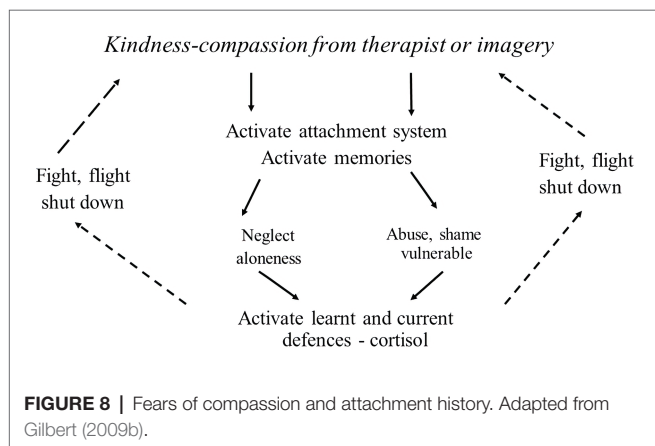 Kindness-compassion from therapist or imagery
Activate attachment system
Activate memories
Fight, flight
shut down
Fight, flight
shut down
Neglect
aloneness
Abuse, shame
vulnerable
Activate learnt and current
defences - cortisol
FIGURE 8 | Fears of compassion and attachment history. Adapted from
Gilbert (2009b).